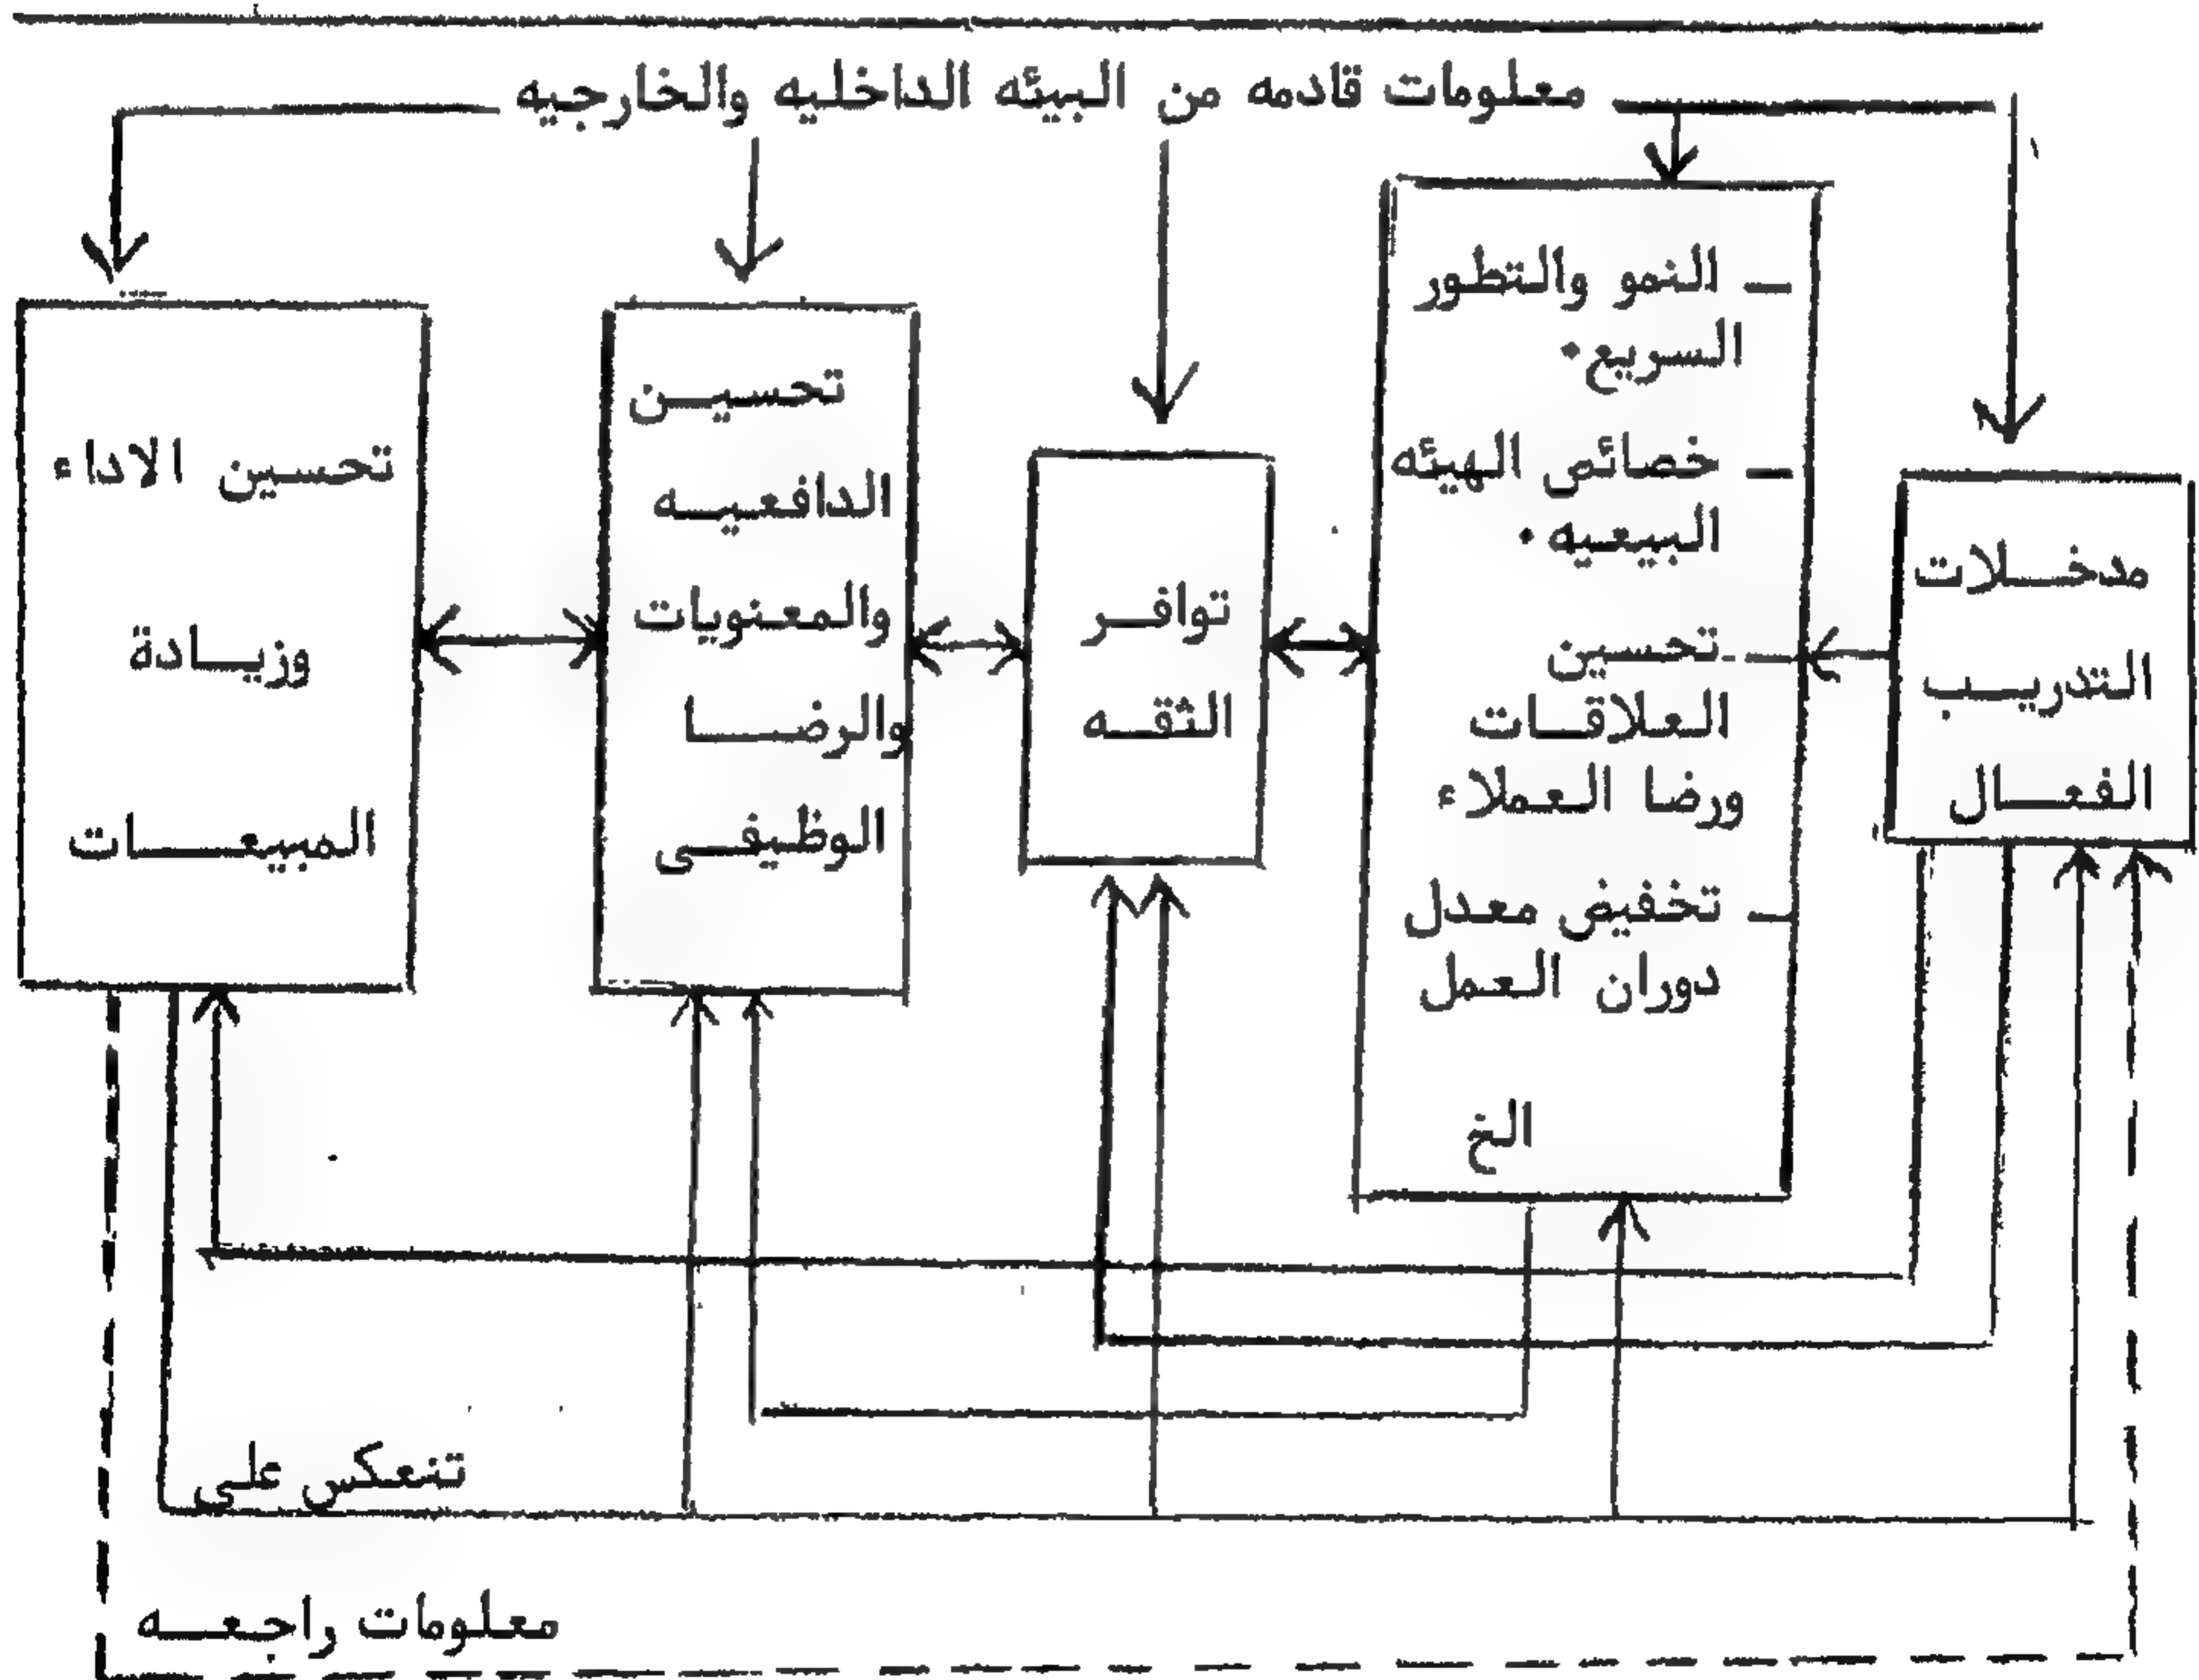 معلومات قادمه من البيئه الداخليه والخارجيه
مدخلات
التدريب
الفعال
— النمو والتطور
السريع.
— خصائص الهيئه
البيعيه.
— تحسين
العلاقات
ورضا العملاء
— تخفيض معدل
دوران العمل
الخ
توافر
الثقه
تحسين
الدافعيه
والمعنويات
والرضا
الوظيفى
تحسين الاداء
وزيادة
المبيعات
تنعكس على
معلومات راجعه